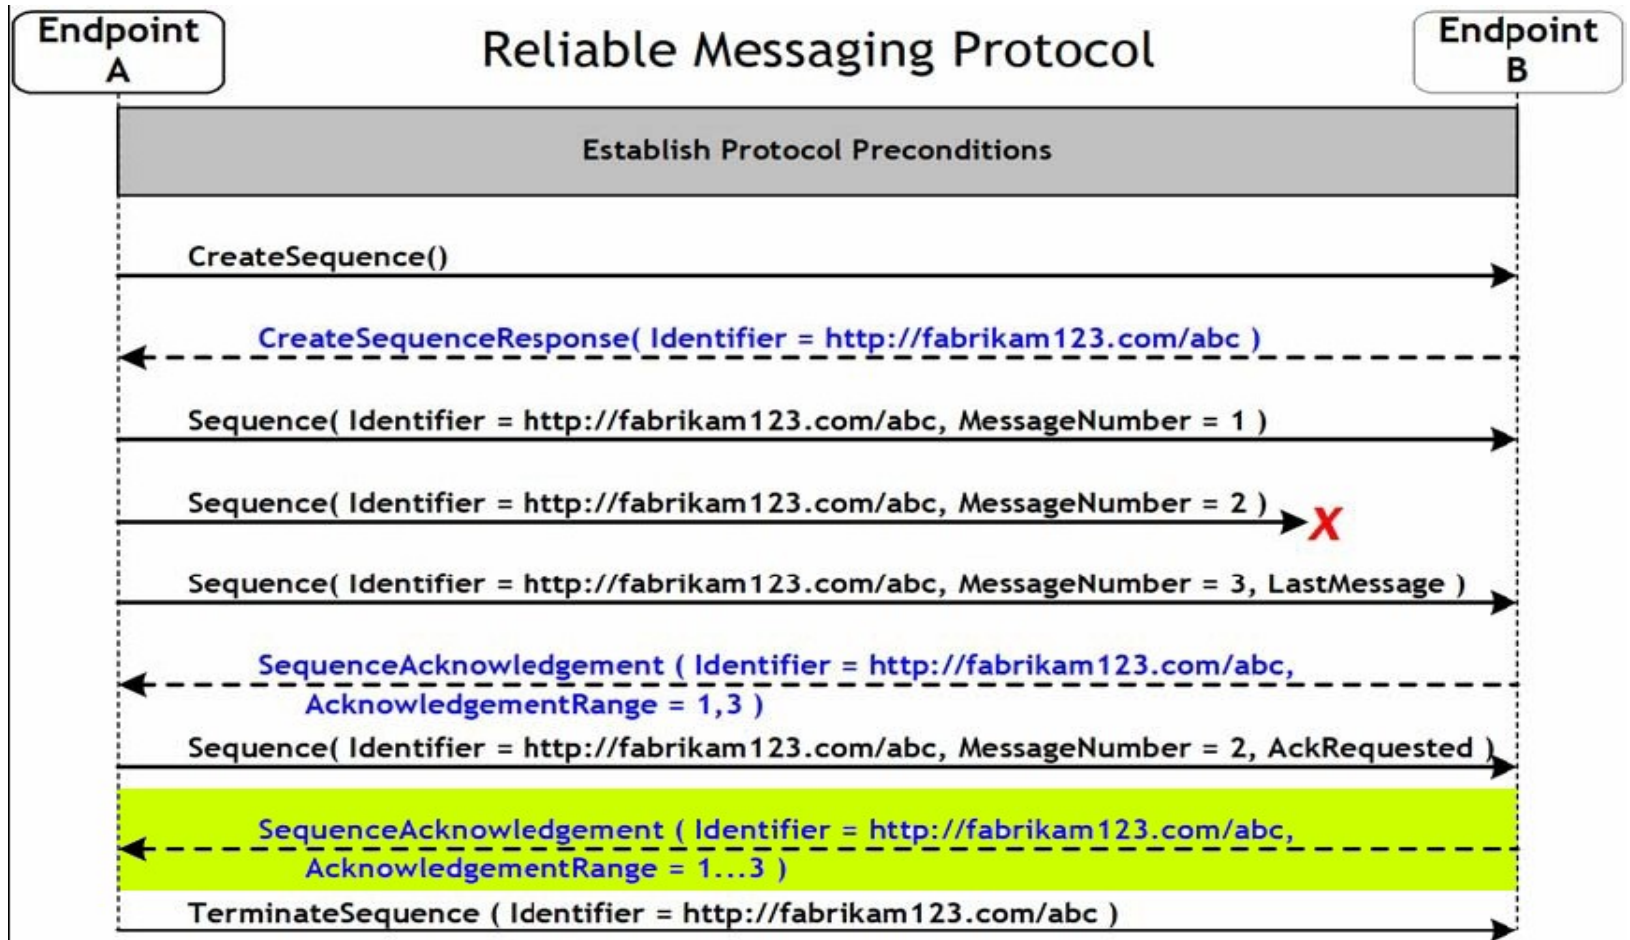 Endpoint
A
Reliable Messaging Protocol
Endpoint
B
Establish Protocol Preconditions
CreateSequence()
CreateSequenceResponse( Identifier = http://fabrikam123.com/abc )
Sequence( Identifier = http://fabrikam123.com/abc, MessageNumber = 1 )
Sequence( Identifier = http://fabrikam123.com/abc, MessageNumber = 2 )
X
Sequence( Identifier = http://fabrikam123.com/abc, MessageNumber = 3, LastMessage )
SequenceAcknowledgement ( Identifier = http://fabrikam123.com/abc,
AcknowledgementRange = 1,3 )
Sequence( Identifier = http://fabrikam123.com/abc, MessageNumber = 2, AckRequested )
SequenceAcknowledgement ( Identifier = http://fabrikam123.com/abc,
AcknowledgementRange = 1...3 )
TerminateSequence ( Identifier = http://fabrikam123.com/abc )